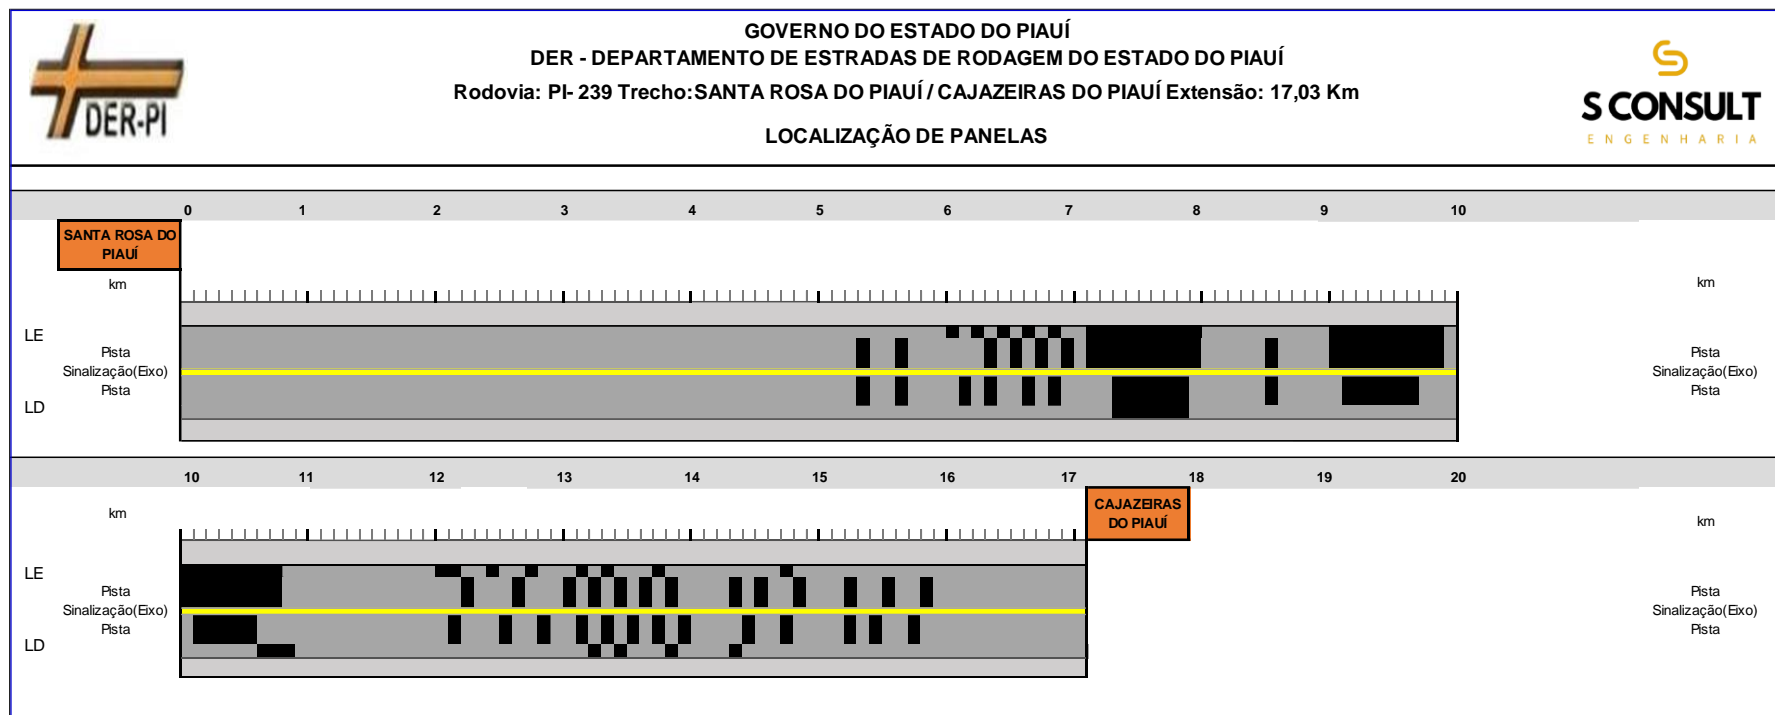 GOVERNO DO ESTADO DO PIAUÍ
DER - DEPARTAMENTO DE ESTRADAS DE RODAGEM DO ESTADO DO PIAUÍ
Rodovia: PI- 239 Trecho:SANTA ROSA DO PIAUÍ / CAJAZEIRAS DO PIAUÍ Extensão: 17,03 Km
LOCALIZAÇÃO DE PANELAS
DER-PI
S CONSULT
ENGENHARIA
0 1 2 3 4 5 6 7 8 9 10
SANTA ROSA DO
PIAUÍ
km km
LE
Pista Pista
Sinalização(Eixo) Sinalização(Eixo)
Pista Pista
LD
10 11 12 13 14 15 16 17 18 19 20
CAJAZEIRAS
DO PIAUÍ
km km
LE
Pista Pista
Sinalização(Eixo) Sinalização(Eixo)
Pista Pista
LD